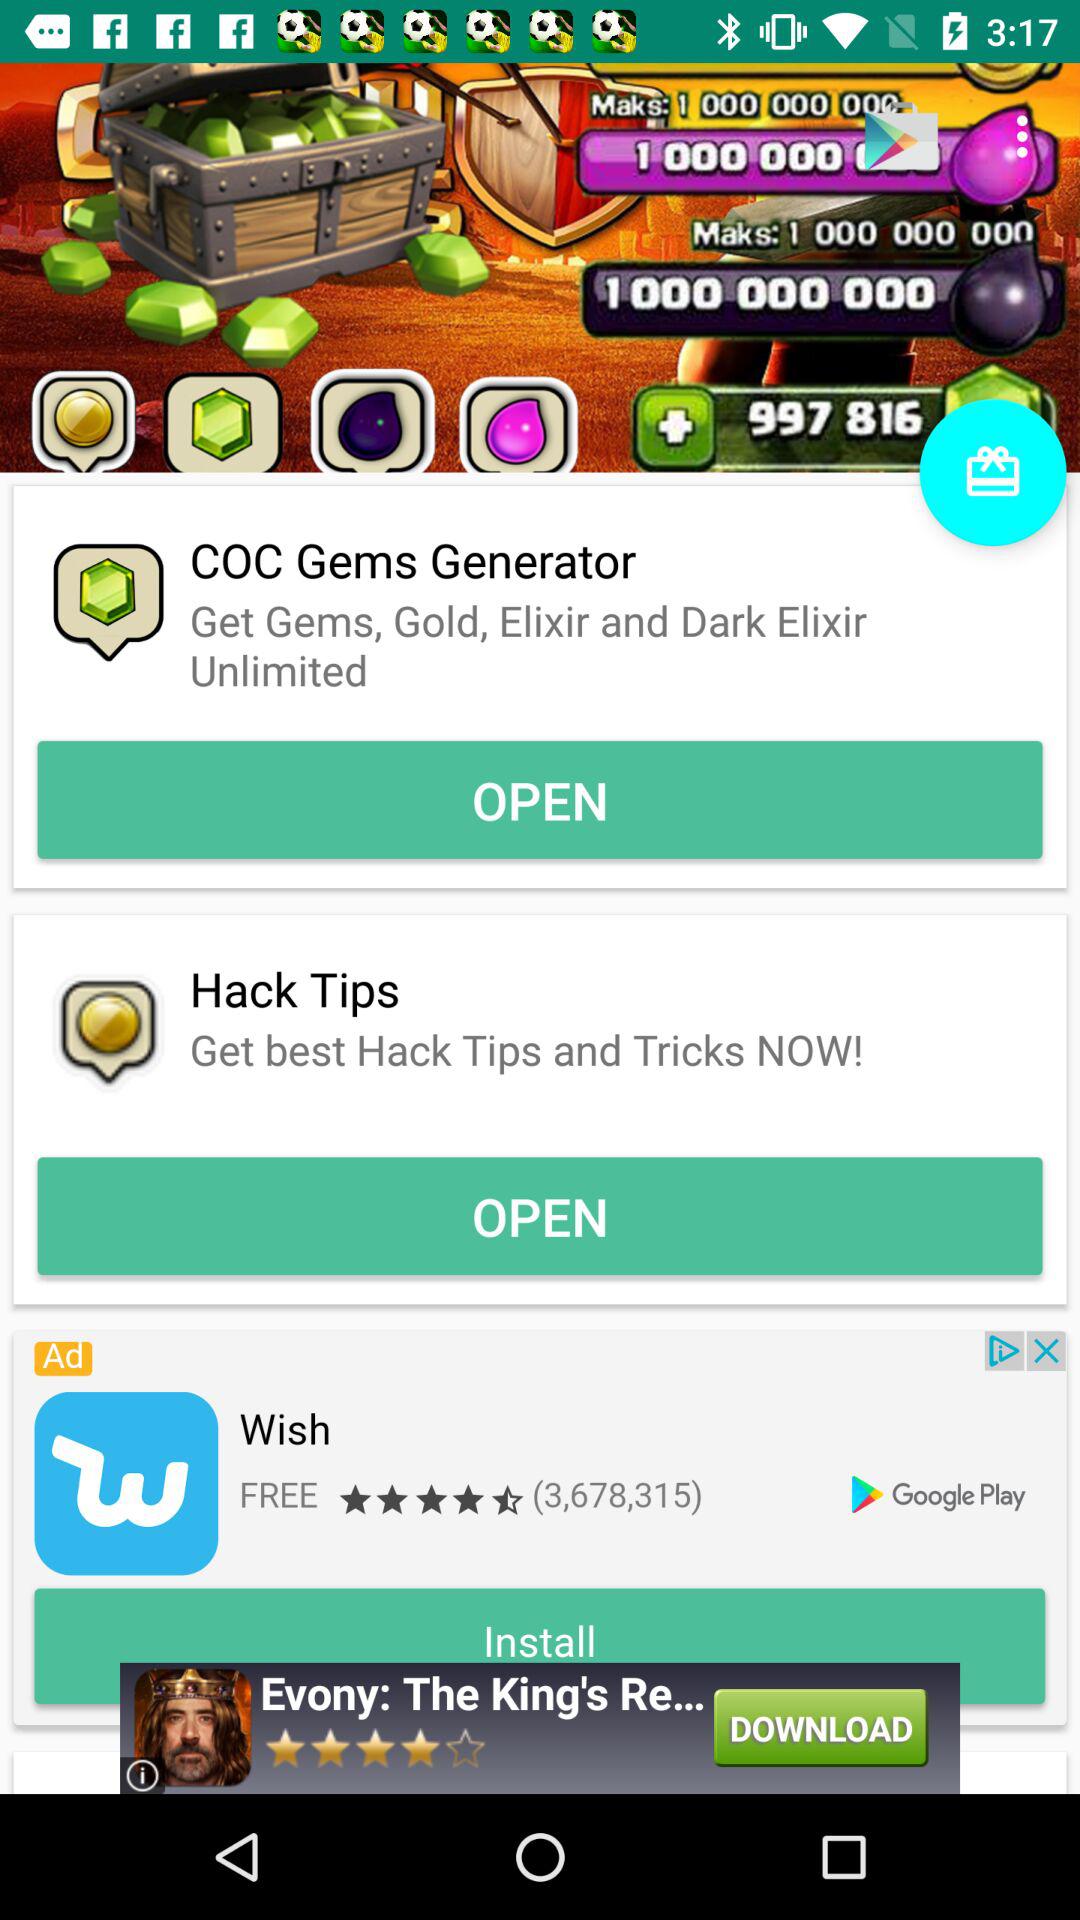 3:17
Maks: 1 000 000 000
1 000 000
Maks: 1 000 000 000
1 000 000 000
997 816
COC Gems Generator
Get Gems, Gold, Elixir and Dark Elixir
Unlimited
OPEN
Hack Tips
Get best Hack Tips and Tricks NOW!
OPEN
Ad
Wish
FREE (3,678,315)
Google Play
Install
Evony: The King's Re...
DOWNLOAD